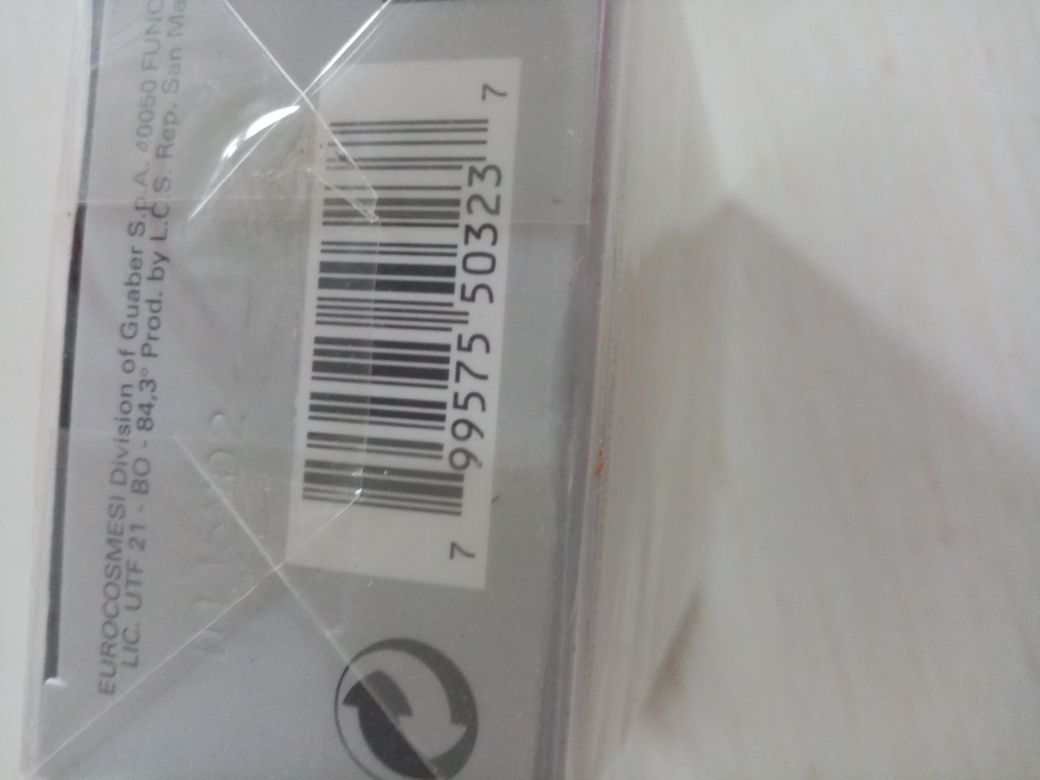 EUROCOSMESI Division of Guaber S.p.A. 40050 FUNO
LIC. UTF 21 - BO - 84,3° Prod. by L.C.S. Rep. San Ma
7 99575 50323 7